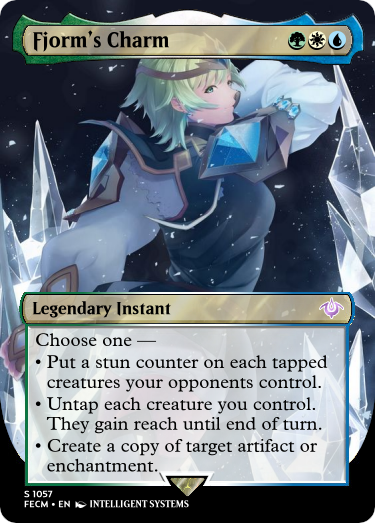 Fjorm's Charm
Legendary Instant
Choose one —
• Put a stun counter on each tapped
creatures your opponents control.
• Untap each creature you control.
They gain reach until end of turn.
• Create a copy of target artifact or
enchantment.
S 1057
FECM • EN INTELLIGENT SYSTEMS